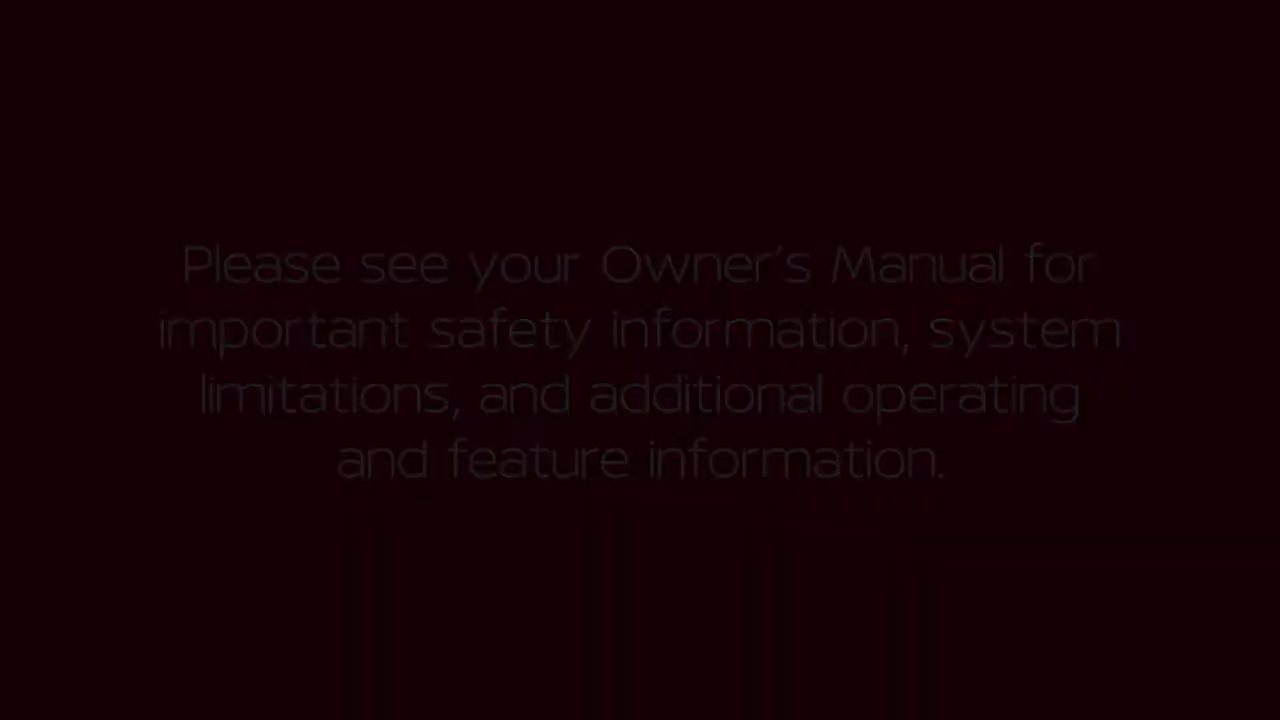 Please see your Owner's Manual for
important safety information, system
limitations, and additional operating
and feature information.